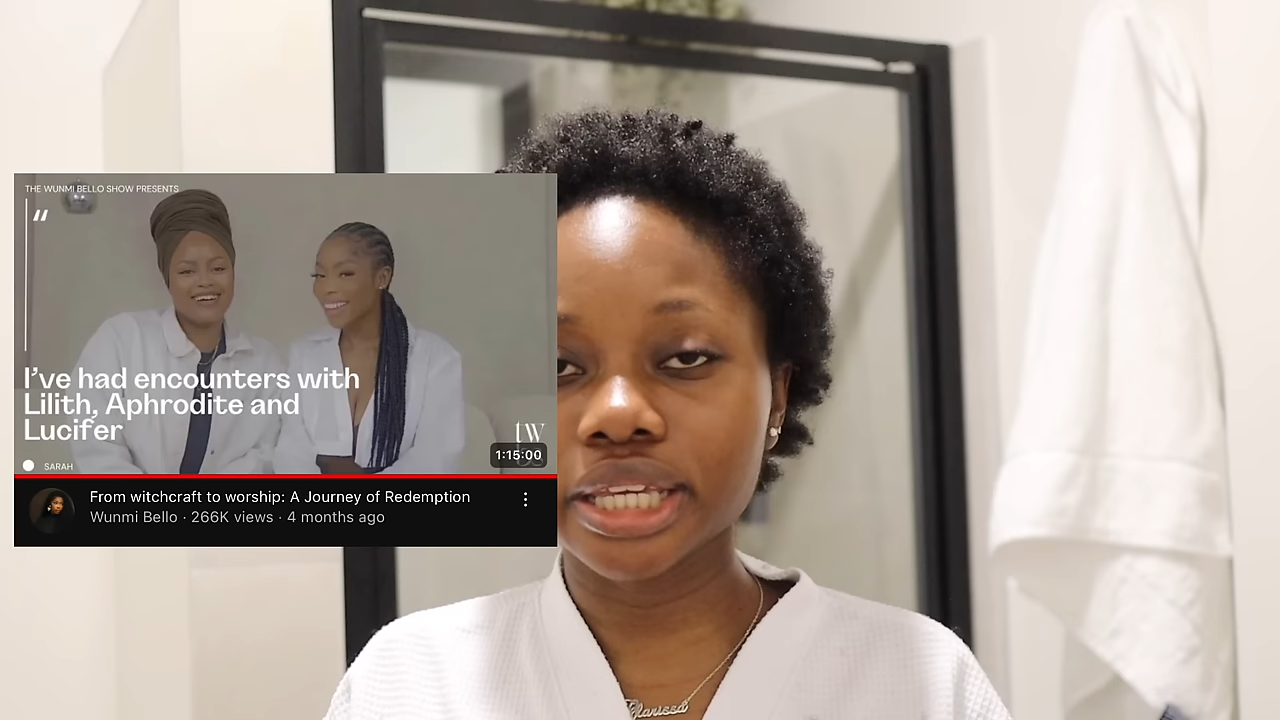 THE WUNMI BELLO SHOW PRESENTS
“
I’ve had encounters with
Lilith, Aphrodite and
Lucifer
tw
1:15:00
SARAH
From witchcraft to worship: A Journey of Redemption
Wunmi Bello · 266K views · 4 months ago
Clarissa